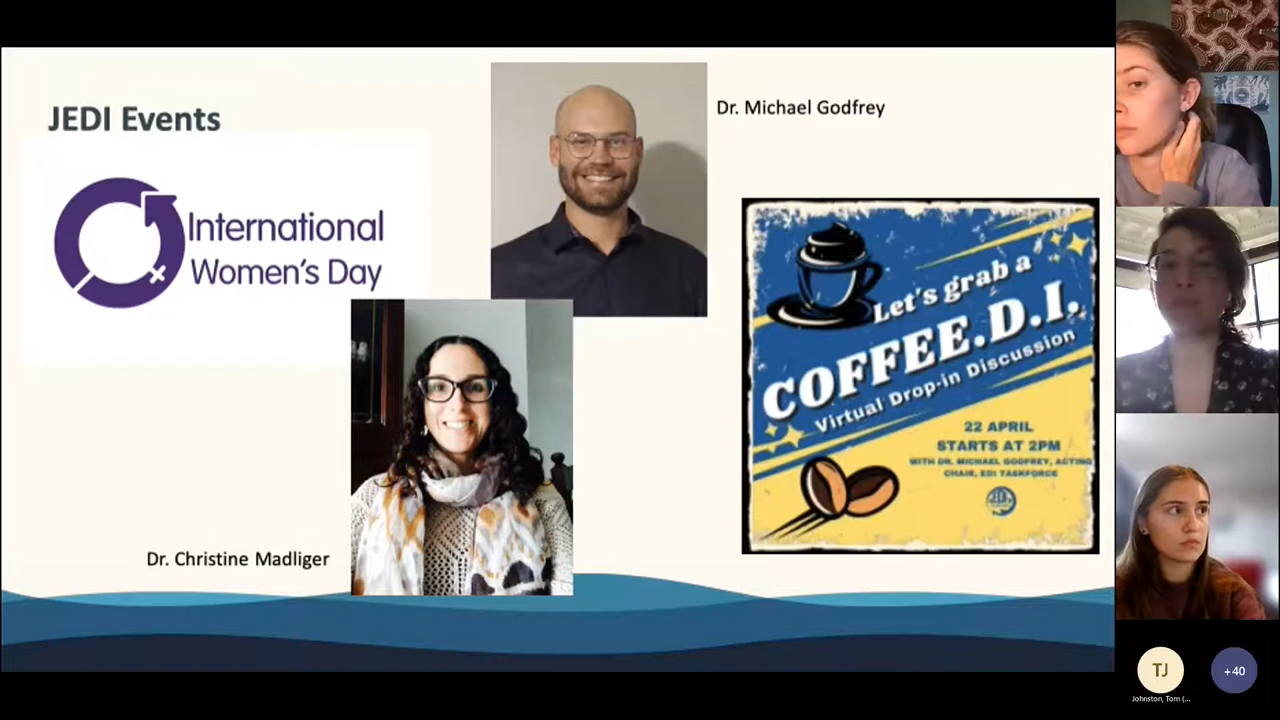 JEDI Events
International
Women's Day
Dr. Michael Godfrey
Let's grab a
COFFEE.D.I.
Virtual Drop-in Discussion
22 APRIL
STARTS AT 2PM
WITH DR. MICHAEL GODFREY, ACTING
CHAIR, EDI TASKFORCE
Dr. Christine Madliger
TJ
+40
Johnston, Tom (...